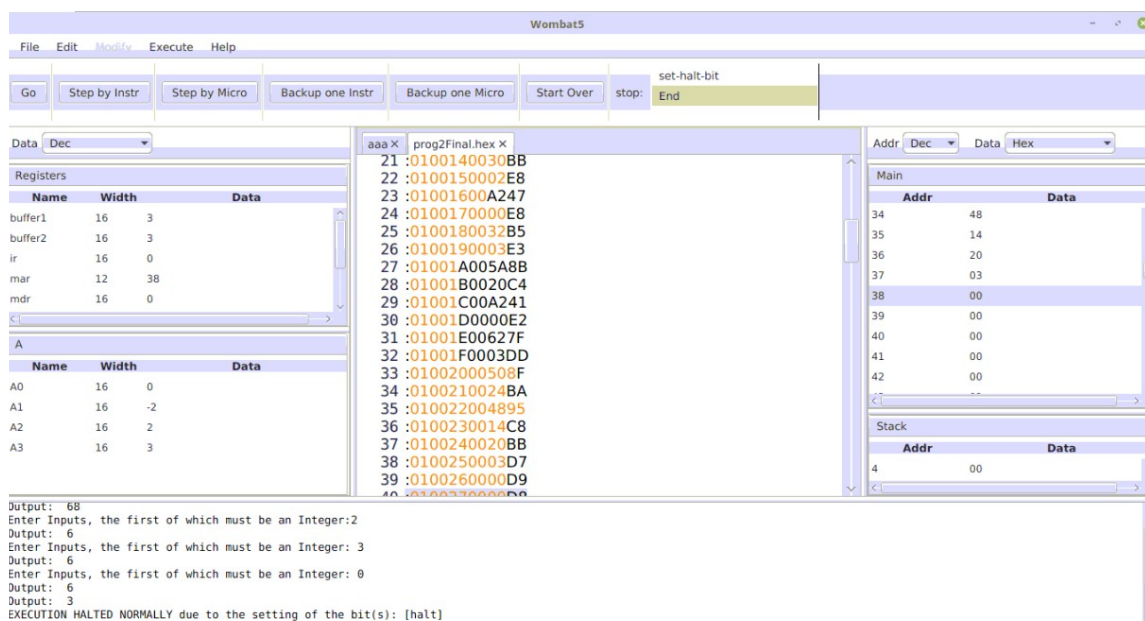 Wombat5
File Edit Modify Execute Help
Go Step by Instr Step by Micro Backup one Instr Backup one Micro Start Over stop: set-halt-bit
End
Data Dec
Registers
Name Width Data
buffer1 16 3
buffer2 16 3
ir 16 0
mar 12 38
mdr 16 0
A
Name Width Data
A0 16 0
A1 16 -2
A2 16 2
A3 16 3
aaa × prog2Final.hex ×
21 :0100140030BB
22 :0100150002E8
23 :01001600A247
24 :0100170000E8
25 :0100180032B5
26 :0100190003E3
27 :01001A005A8B
28 :01001B0020C4
29 :01001C00A241
30 :01001D0000E2
31 :01001E00627F
32 :01001F0003DD
33 :01002000508F
34 :0100210024BA
35 :010022004895
36 :0100230014C8
37 :0100240020BB
38 :0100250003D7
39 :0100260000D9
40 :0100270000D8
Addr Dec Data Hex
Main
Addr Data
34 48
35 14
36 20
37 03
38 00
39 00
40 00
41 00
42 00
Stack
Addr Data
4 00
Output: 68
Enter Inputs, the first of which must be an Integer:2
Output: 6
Enter Inputs, the first of which must be an Integer: 3
Output: 6
Enter Inputs, the first of which must be an Integer: 0
Output: 6
Output: 3
EXECUTION HALTED NORMALLY due to the setting of the bit(s): [halt]